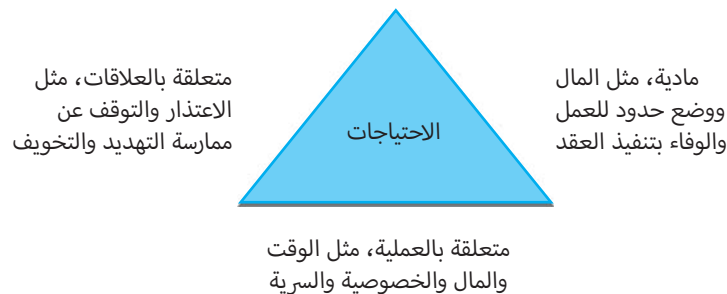 مادية، مثل المال
ووضع حدود للعمل
والوفاء بتنفيذ العقد
الاحتياجات
متعلقة بالعلاقات، مثل
الاعتذار والتوقف عن
ممارسة التهديد والتخويف
متعلقة بالعملية، مثل الوقت
والمال والخصوصية والسرية